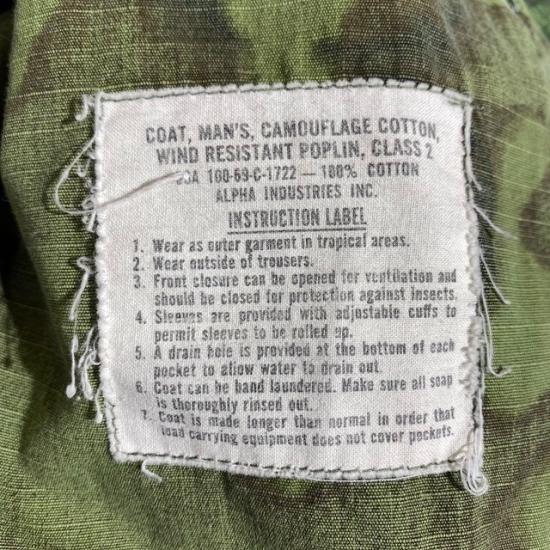 COAT, MAN'S, CAMOUFLAGE COTTON,
WIND RESISTANT POPLIN, CLASS 2
DSA 100-69-C-1722 — 100% COTTON
ALPHA INDUSTRIES INC.
INSTRUCTION LABEL
1. Wear as outer garment in tropical areas.
2. Wear outside of trousers.
3. Front closure can be opened for ventilation and
should be closed for protection against insects.
4. Sleeves are provided with adjustable cuffs to
permit sleeves to be rolled up.
5. A drain hole is provided at the bottom of each
pocket to allow water to drain out.
6. Coat can be hand laundered. Make sure all soap
is thoroughly rinsed out.
7. Coat is made longer than normal in order that
load carrying equipment does not cover pockets.